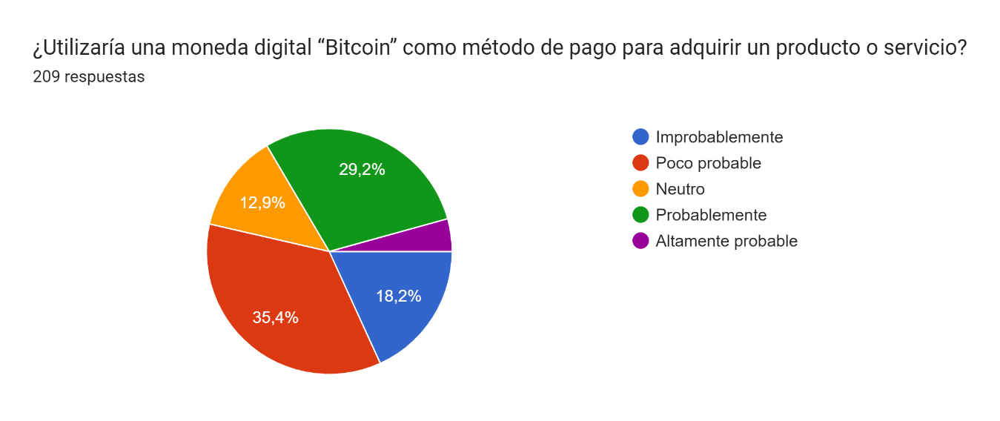 ¿Utilizaría una moneda digital “Bitcoin” como método de pago para adquirir un producto o servicio?
209 respuestas
29,2%
12,9%
18,2%
35,4%
Improbablemente
Poco probable
Neutro
Probablemente
Altamente probable